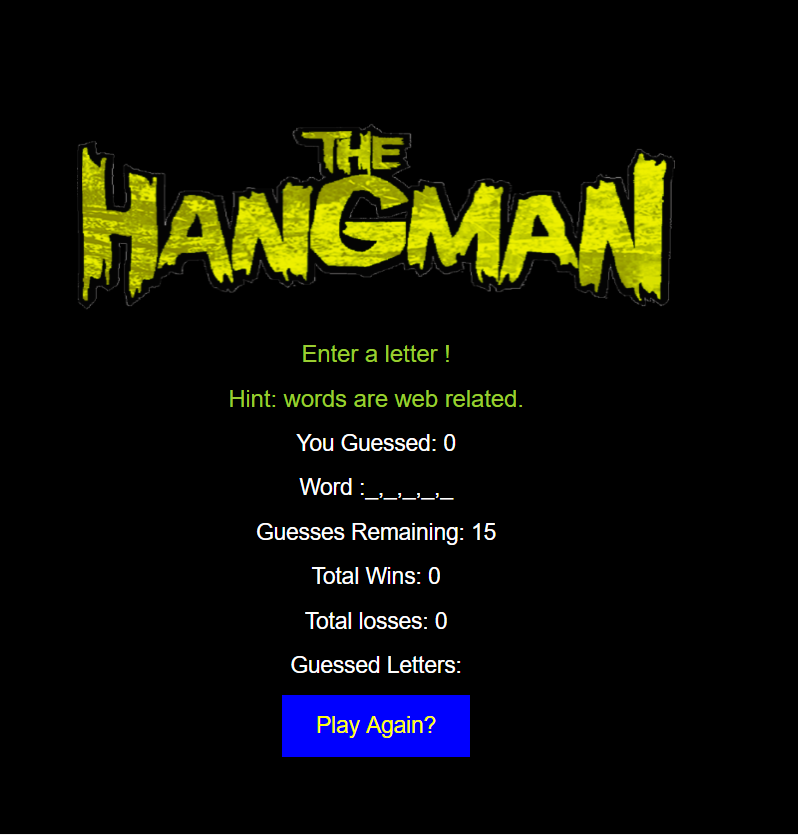 THE
HANGMAN
Enter a letter !
Hint: words are web related.
You Guessed: 0
Word :_,_,_,_,_
Guesses Remaining: 15
Total Wins: 0
Total losses: 0
Guessed Letters:
Play Again?